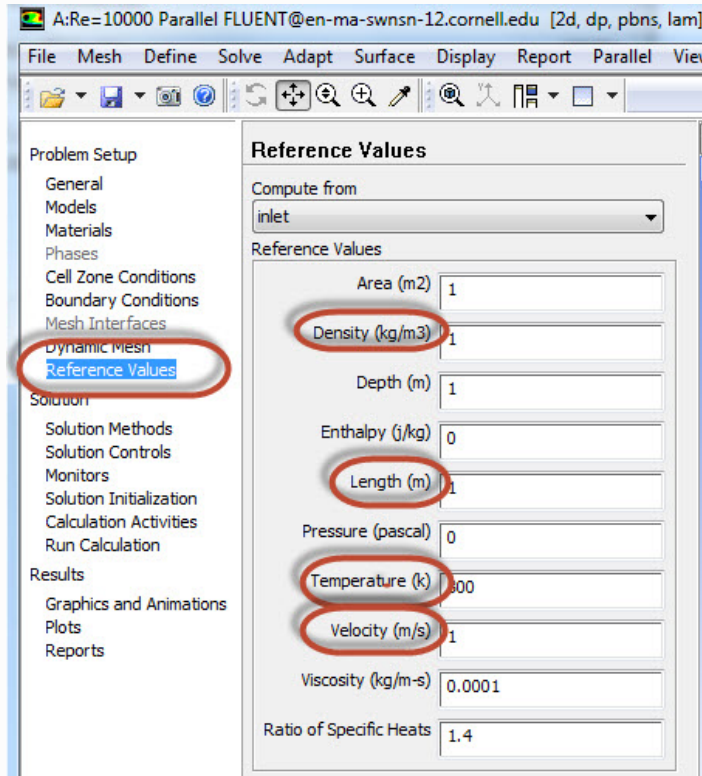 A:Re=10000 Parallel FLUENT@en-ma-swnsn-12.cornell.edu [2d, dp, pbns, lam]
File Mesh Define Solve Adapt Surface Display Report Parallel
Problem Setup
General
Models
Materials
Phases
Cell Zone Conditions
Boundary Conditions
Mesh Interfaces
Dynamic Mesh
Reference Values
Solution
Solution Methods
Solution Controls
Monitors
Solution Initialization
Calculation Activities
Run Calculation
Results
Graphics and Animations
Plots
Reports
Reference Values
Compute from
inlet
Reference Values
Area (m2) 1
Density (kg/m3) 1
Depth (m) 1
Enthalpy (j/kg) 0
Length (m) 1
Pressure (pascal) 0
Temperature (k) 300
Velocity (m/s) 1
Viscosity (kg/m-s) 0.0001
Ratio of Specific Heats 1.4